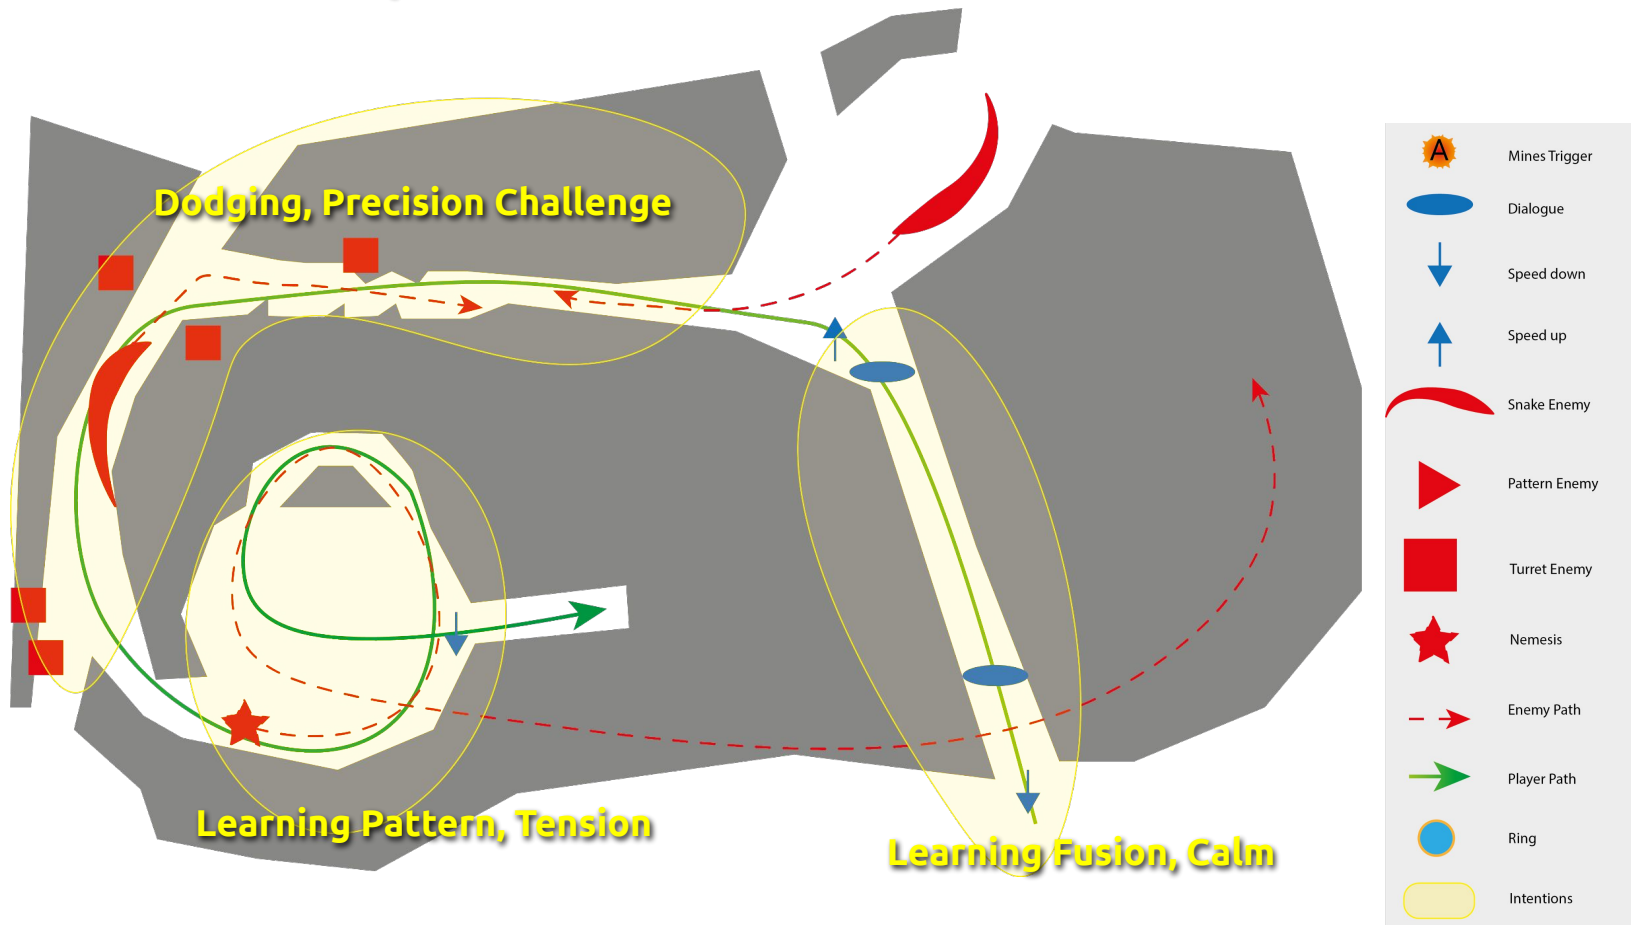 Dodging, Precision Challenge
Learning Pattern, Tension
Learning Fusion, Calm
A
Mines Trigger
Dialogue
Speed down
Speed up
Snake Enemy
Pattern Enemy
Turret Enemy
Nemesis
Enemy Path
Player Path
Ring
Intentions